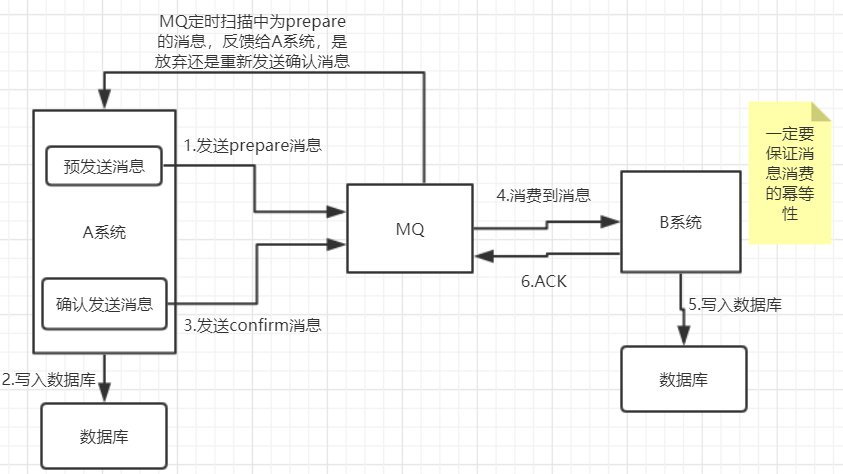 MQ定时扫描中为prepare
的消息，反馈给A系统，是
放弃还是重新发送确认消息
1.发送prepare消息
预发送消息
A系统
确认发送消息
3.发送confirm消息
2.写入数据库
数据库
MQ
4.消费到消息
6.ACK
B系统
5.写入数据库
数据库
一定要
保证消
息消费
的幂等
性